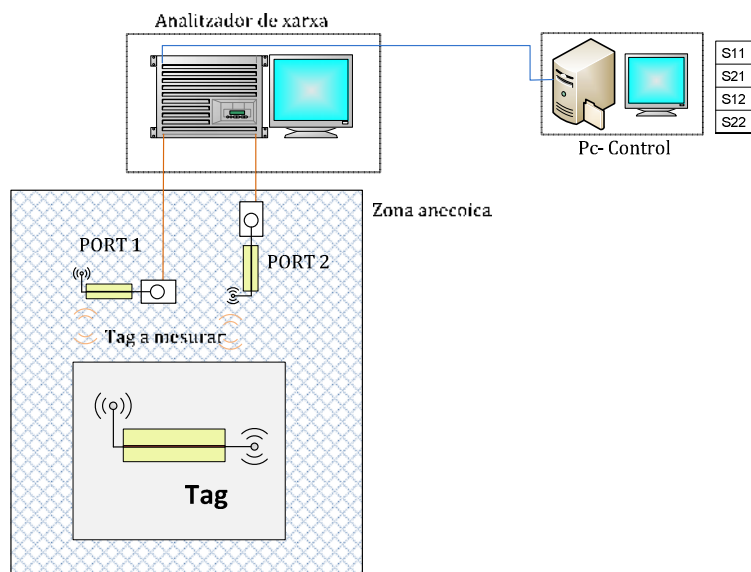 Analitzador de xarxa
S11
S21
S12
S22
Pc- Control
Zona anecoica
PORT 1
PORT 2
Tag a mesurar
Tag